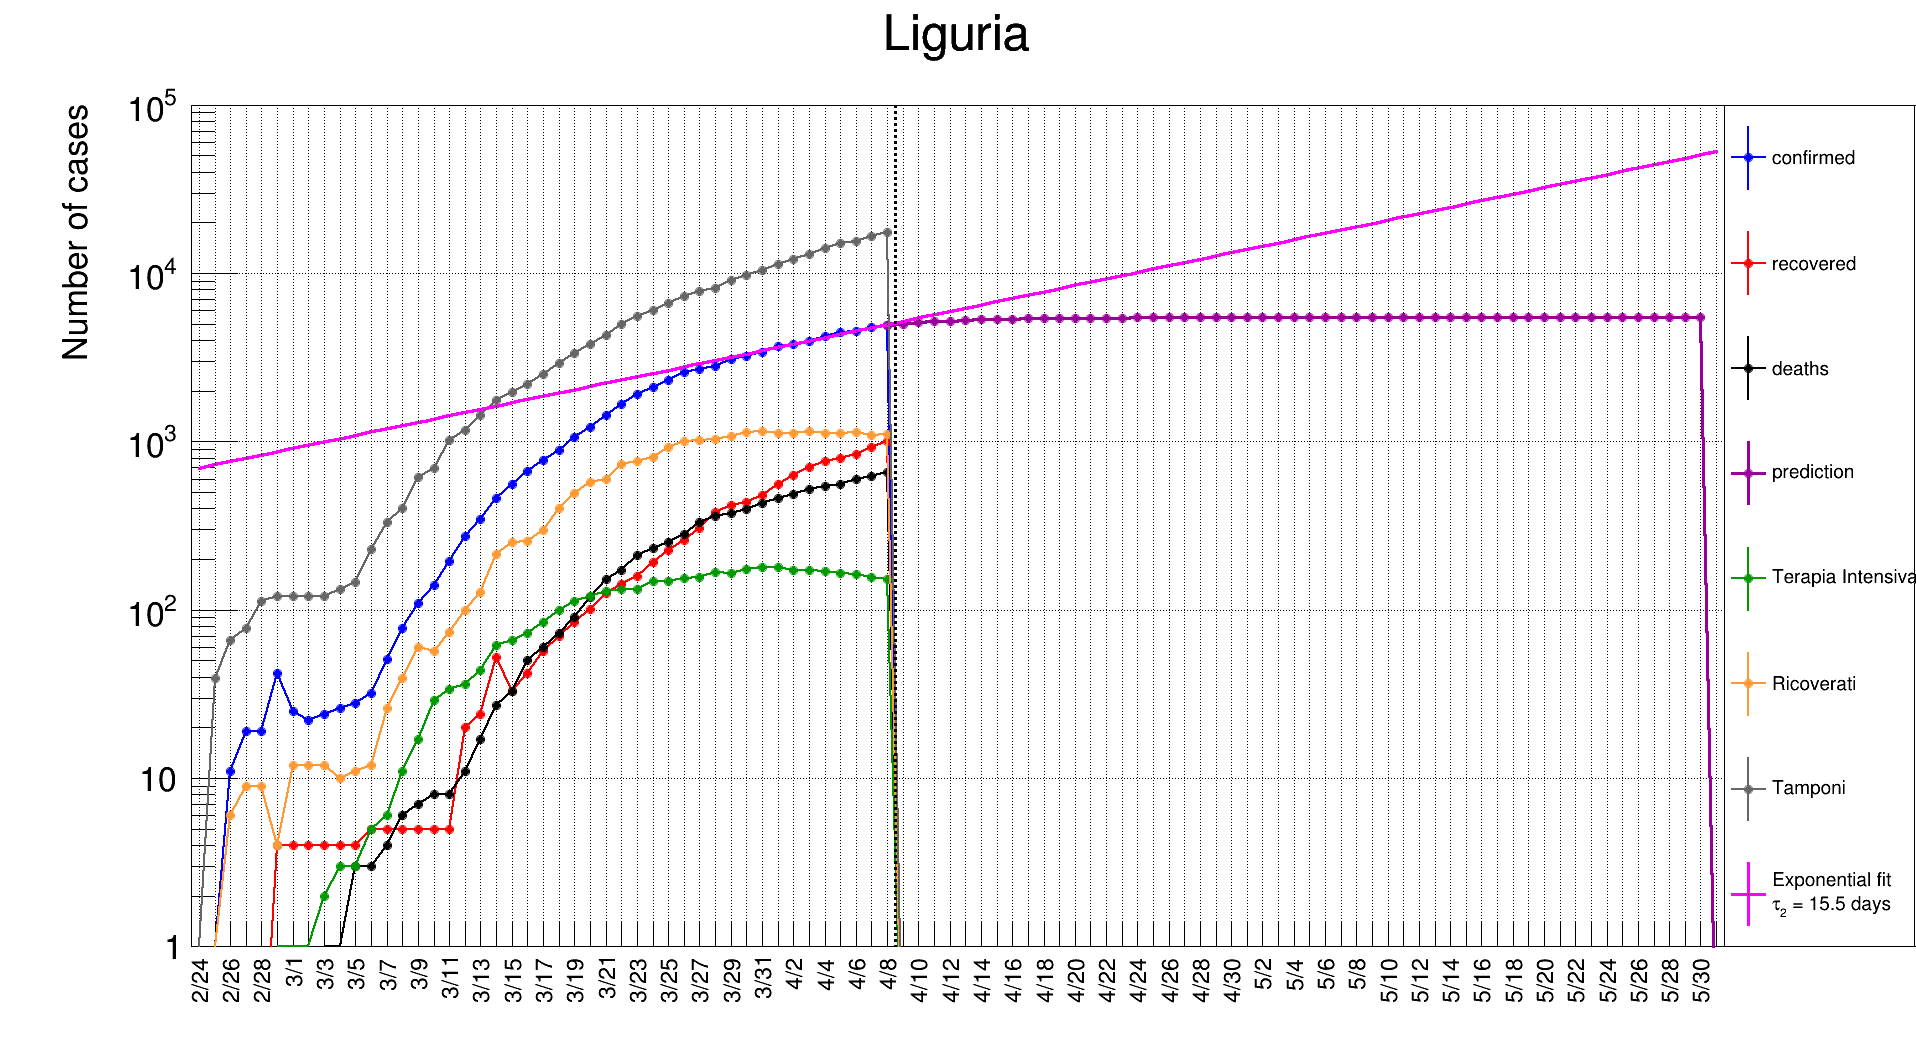 Liguria
Number of cases
10^5
10^4
10^3
10^2
10
1
2/24 2/26 2/28 3/1 3/3 3/5 3/7 3/9 3/11 3/13 3/15 3/17 3/19 3/21 3/23 3/25 3/27 3/29 3/31 4/2 4/4 4/6 4/8 4/10 4/12 4/14 4/16 4/18 4/20 4/22 4/24 4/26 4/28 4/30 5/2 5/4 5/6 5/8 5/10 5/12 5/14 5/16 5/18 5/20 5/22 5/24 5/26 5/28 5/30
confirmed
recovered
deaths
prediction
Terapia Intensiva
Ricoverati
Tamponi
Exponential fit
τ₂ = 15.5 days